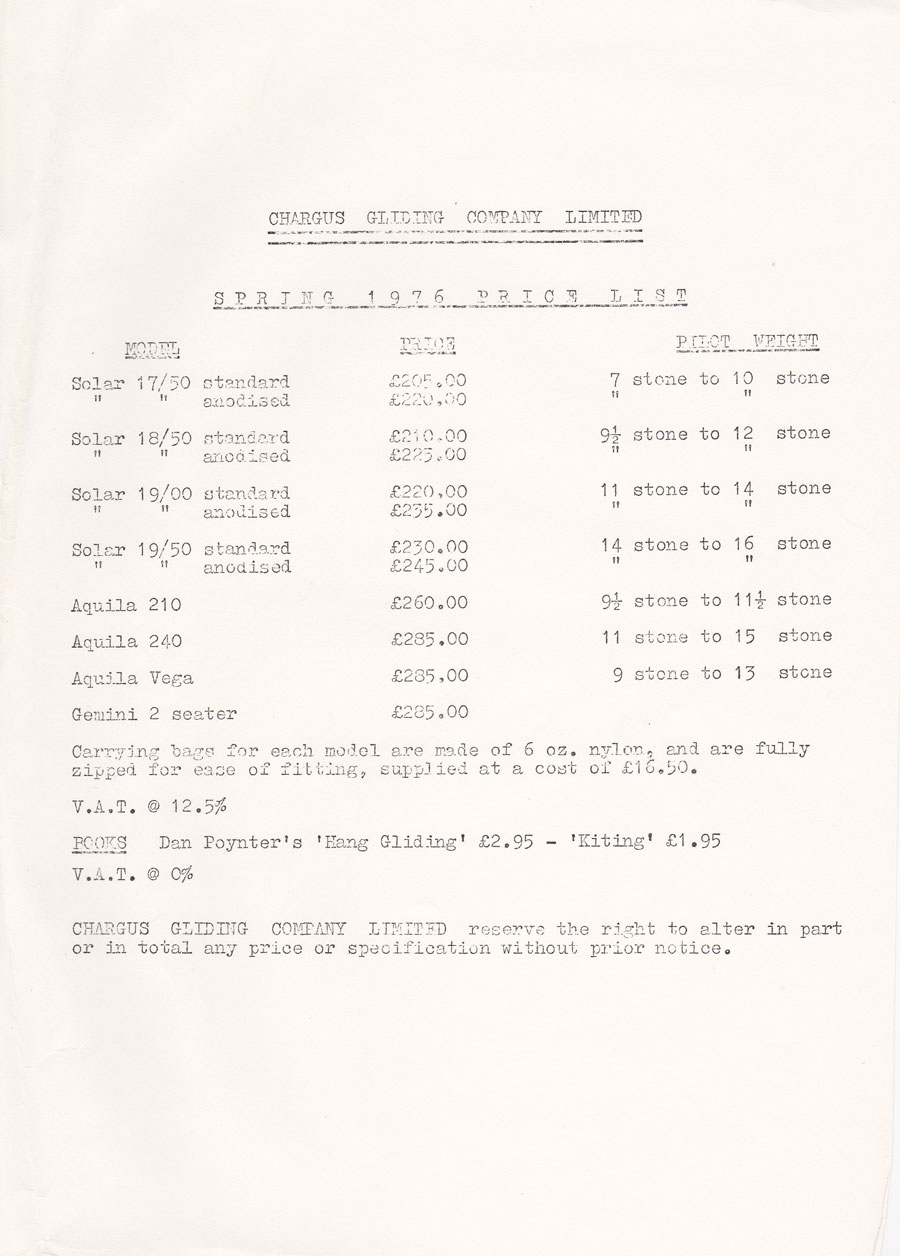 CHARGUS GLIDING COMPANY LIMITED
SPRING 1976 PRICE LIST
MODEL PRICE PILOT WEIGHT
Solar 17/50 standard £205.00 7 stone to 10 stone
" " anodised £220.00 " "
Solar 18/50 standard £210.00 9½ stone to 12 stone
" " anodised £225.00 " "
Solar 19/00 standard £220.00 11 stone to 14 stone
" " anodised £235.00 " "
Solar 19/50 standard £230.00 14 stone to 16 stone
" " anodised £245.00 " "
Aquila 210 £260.00 9½ stone to 11½ stone
Aquila 240 £285.00 11 stone to 15 stone
Aquila Vega £285.00 9 stone to 13 stone
Gemini 2 seater £285.00
Carrying bags for each model are made of 6 oz. nylon, and are fully
zipped for ease of fitting, supplied at a cost of £16.50.
V.A.T. @ 12.5%
BOOKS Dan Poynter's 'Hang Gliding' £2.95 - 'Kiting' £1.95
V.A.T. @ 0%
CHARGUS GLIDING COMPANY LIMITED reserve the right to alter in part
or in total any price or specification without prior notice.